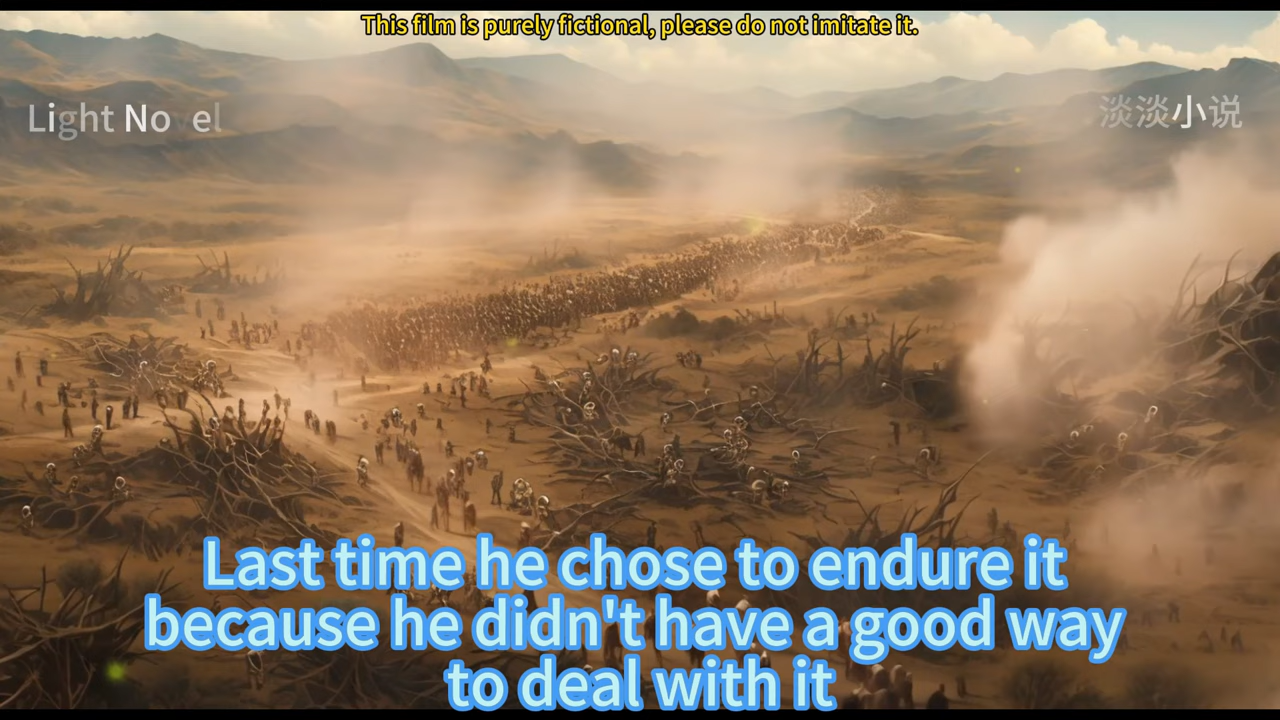 This film is purely fictional, please do not imitate it.
Light No el
淡淡小说
Last time he chose to endure it
because he didn't have a good way
to deal with it